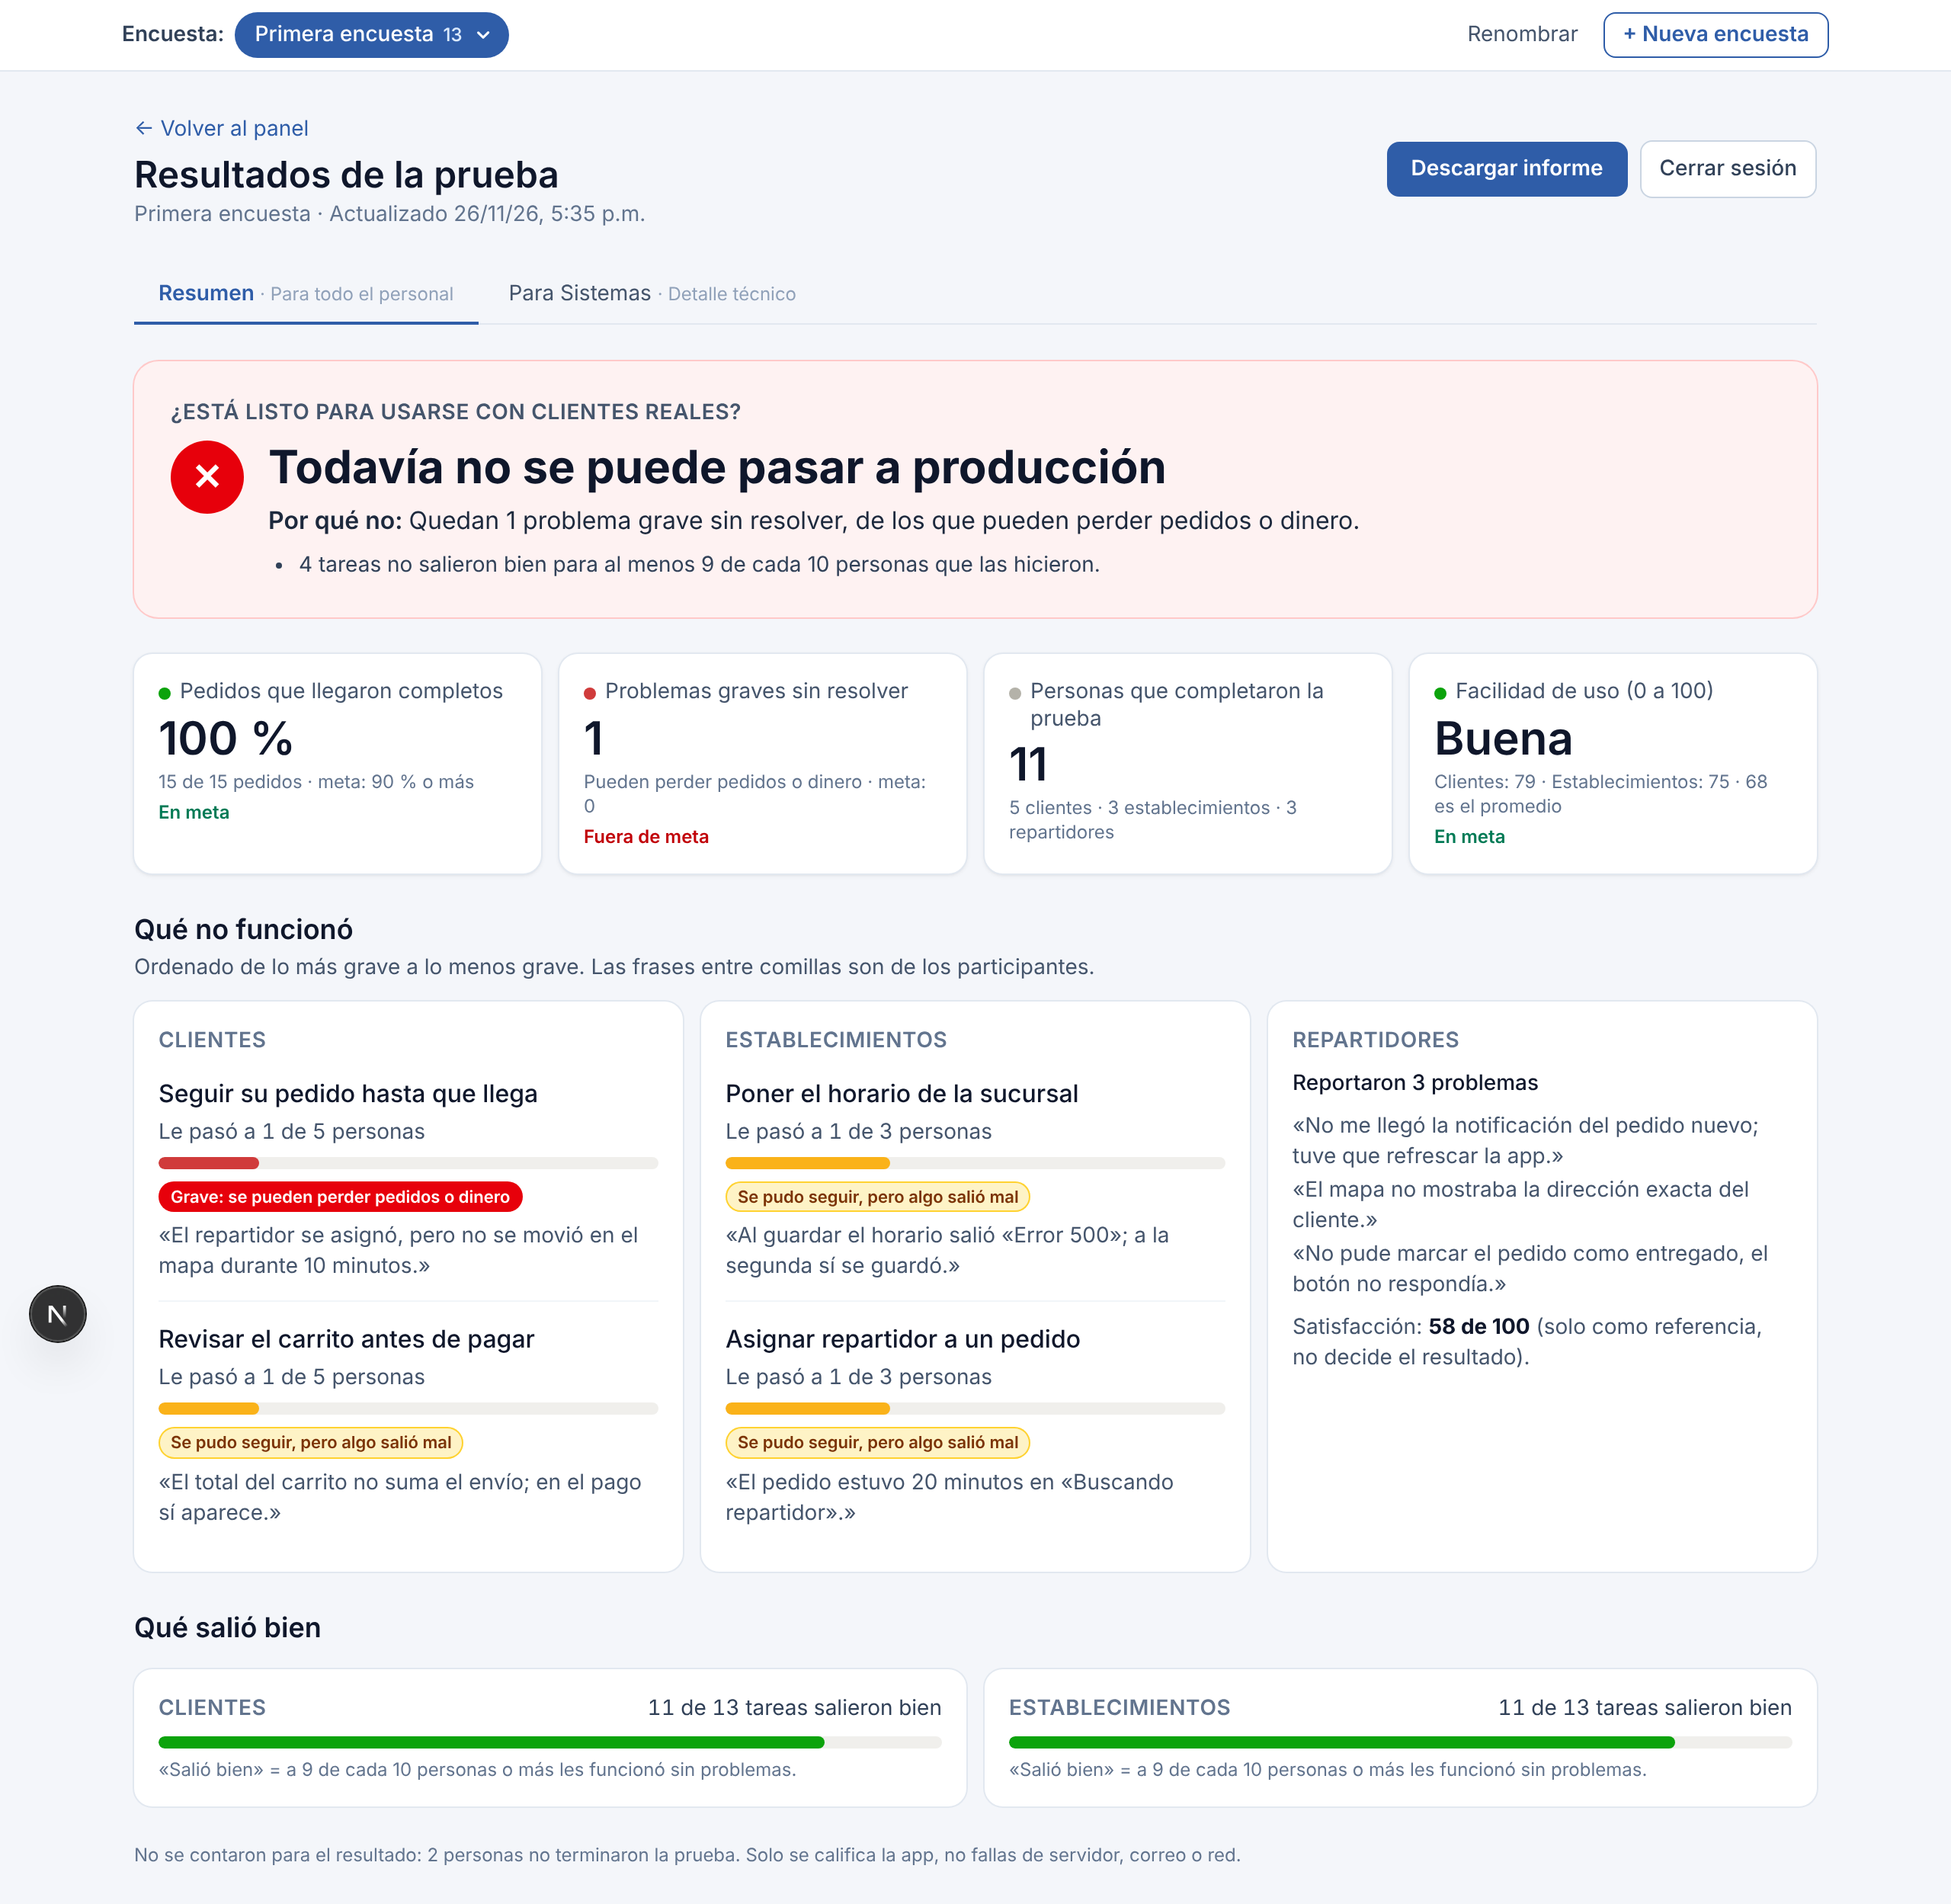 Encuesta: Primera encuesta 13
Renombrar
+ Nueva encuesta
← Volver al panel
Resultados de la prueba
Primera encuesta · Actualizado 26/11/26, 5:35 p.m.
Descargar informe
Cerrar sesión
Resumen · Para todo el personal
Para Sistemas · Detalle técnico
¿ESTÁ LISTO PARA USARSE CON CLIENTES REALES?
Todavía no se puede pasar a producción
Por qué no: Quedan 1 problema grave sin resolver, de los que pueden perder pedidos o dinero.
• 4 tareas no salieron bien para al menos 9 de cada 10 personas que las hicieron.
Pedidos que llegaron completos
100 %
15 de 15 pedidos · meta: 90 % o más
En meta
Problemas graves sin resolver
1
Pueden perder pedidos o dinero · meta:
0
Fuera de meta
Personas que completaron la
prueba
11
5 clientes · 3 establecimientos · 3
repartidores
Facilidad de uso (0 a 100)
Buena
Clientes: 79 · Establecimientos: 75 · 68
es el promedio
En meta
Qué no funcionó
Ordenado de lo más grave a lo menos grave. Las frases entre comillas son de los participantes.
CLIENTES
Seguir su pedido hasta que llega
Le pasó a 1 de 5 personas
Grave: se pueden perder pedidos o dinero
«El repartidor se asignó, pero no se movió en el
mapa durante 10 minutos.»
Revisar el carrito antes de pagar
Le pasó a 1 de 5 personas
Se pudo seguir, pero algo salió mal
«El total del carrito no suma el envío; en el pago
sí aparece.»
ESTABLECIMIENTOS
Poner el horario de la sucursal
Le pasó a 1 de 3 personas
Se pudo seguir, pero algo salió mal
«Al guardar el horario salió «Error 500»; a la
segunda sí se guardó.»
Asignar repartidor a un pedido
Le pasó a 1 de 3 personas
Se pudo seguir, pero algo salió mal
«El pedido estuvo 20 minutos en «Buscando
repartidor».»
REPARTIDORES
Reportaron 3 problemas
«No me llegó la notificación del pedido nuevo;
tuve que refrescar la app.»
«El mapa no mostraba la dirección exacta del
cliente.»
«No pude marcar el pedido como entregado, el
botón no respondía.»
Satisfacción: 58 de 100 (solo como referencia,
no decide el resultado).
N
Qué salió bien
CLIENTES
11 de 13 tareas salieron bien
«Salió bien» = a 9 de cada 10 personas o más les funcionó sin problemas.
ESTABLECIMIENTOS
11 de 13 tareas salieron bien
«Salió bien» = a 9 de cada 10 personas o más les funcionó sin problemas.
No se contaron para el resultado: 2 personas no terminaron la prueba. Solo se califica la app, no fallas de servidor, correo o red.